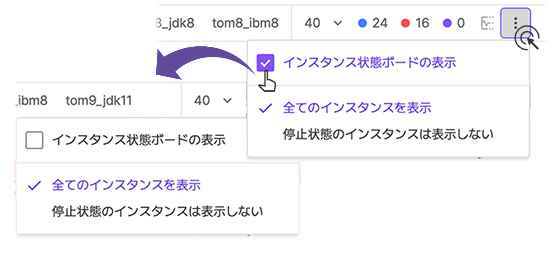 8_jdk8 tom8_ibm8 40 24 16 0
インスタンス状態ボードの表示
全てのインスタンスを表示
停止状態のインスタンスは表示しない
_ibm8 tom9_jdk11 40
インスタンス状態ボードの表示
全てのインスタンスを表示
停止状態のインスタンスは表示しない